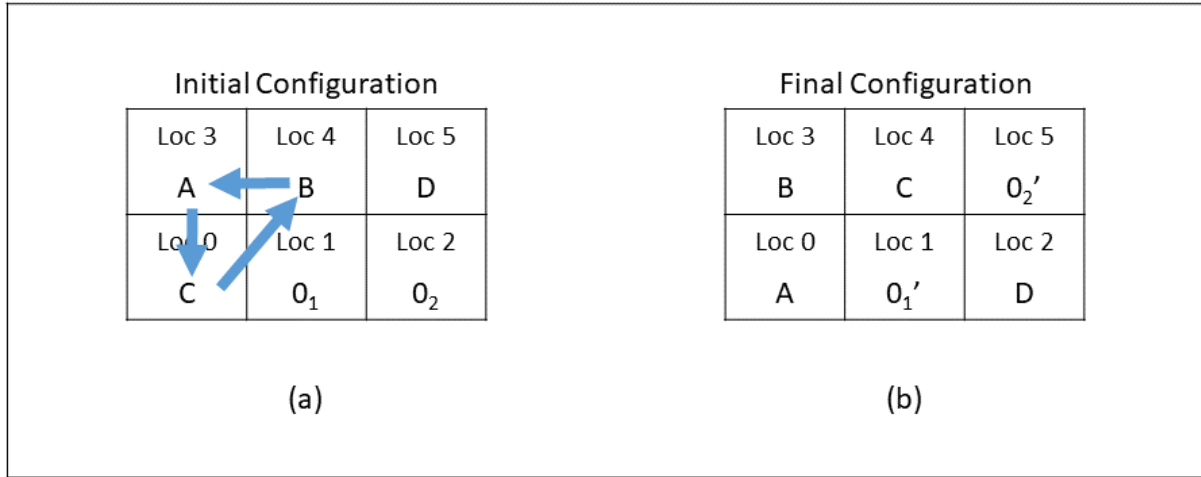 Initial Configuration
Loc 3 Loc 4 Loc 5
A B D
Loc 0 Loc 1 Loc 2
C 0₁ 0₂
(a)
Final Configuration
Loc 3 Loc 4 Loc 5
B C 0₂’
Loc 0 Loc 1 Loc 2
A 0₁’ D
(b)